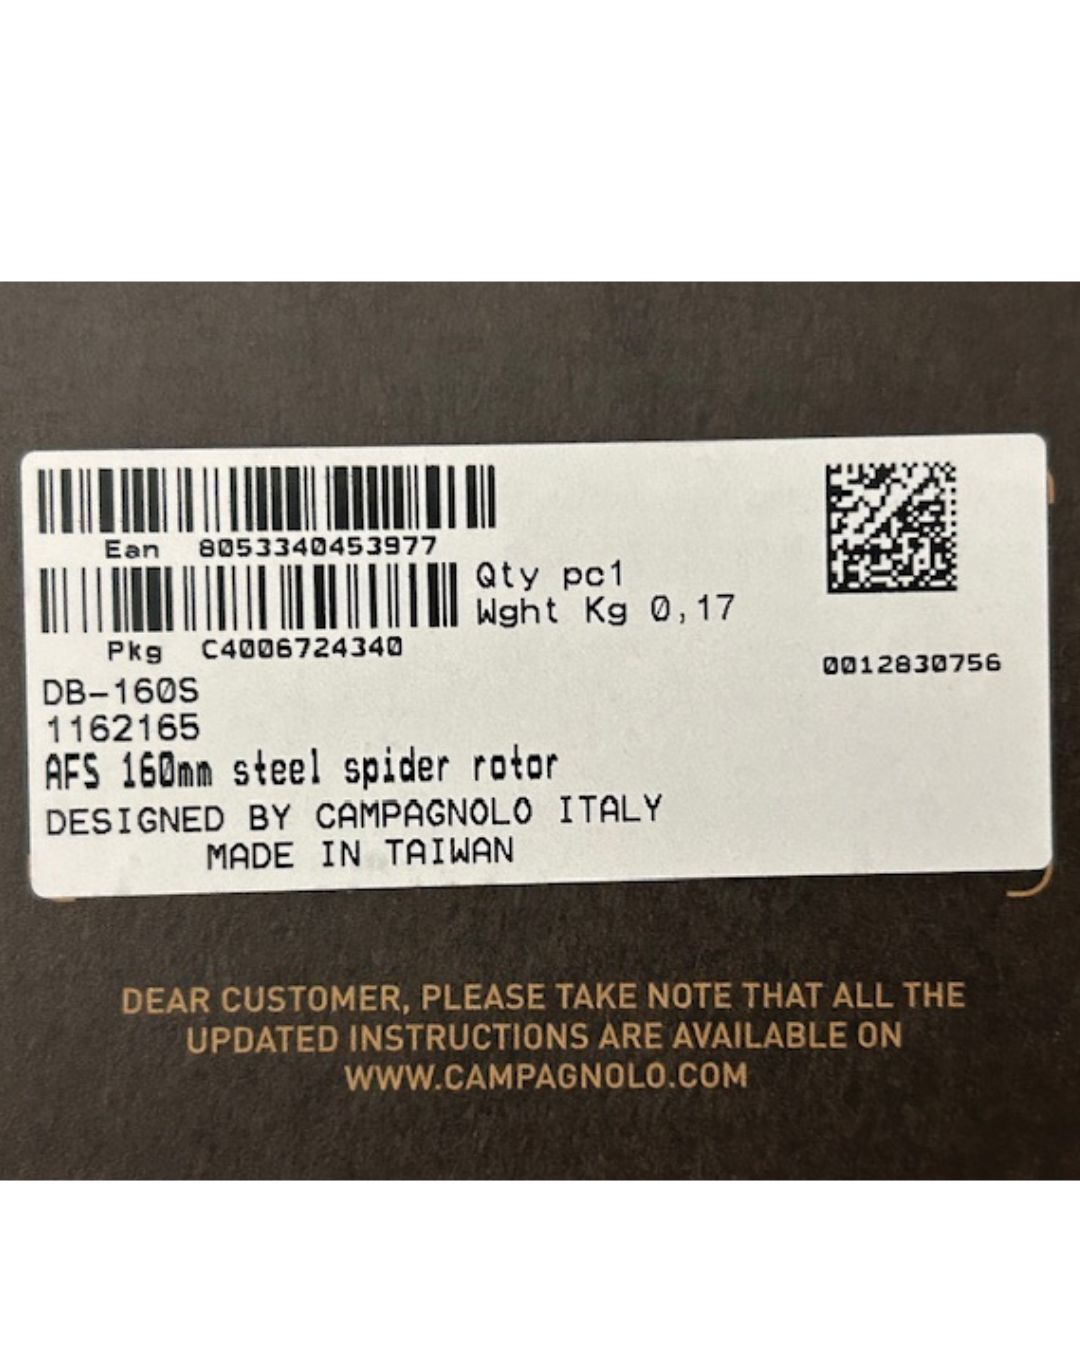 Ean 8053340453977
Qty pc1
Wght Kg 0,17
Pkg C4006724340
0012830756
DB-160S
1162165
AFS 160mm steel spider rotor
DESIGNED BY CAMPAGNOLO ITALY
MADE IN TAIWAN
DEAR CUSTOMER, PLEASE TAKE NOTE THAT ALL THE
UPDATED INSTRUCTIONS ARE AVAILABLE ON
WWW.CAMPAGNOLO.COM